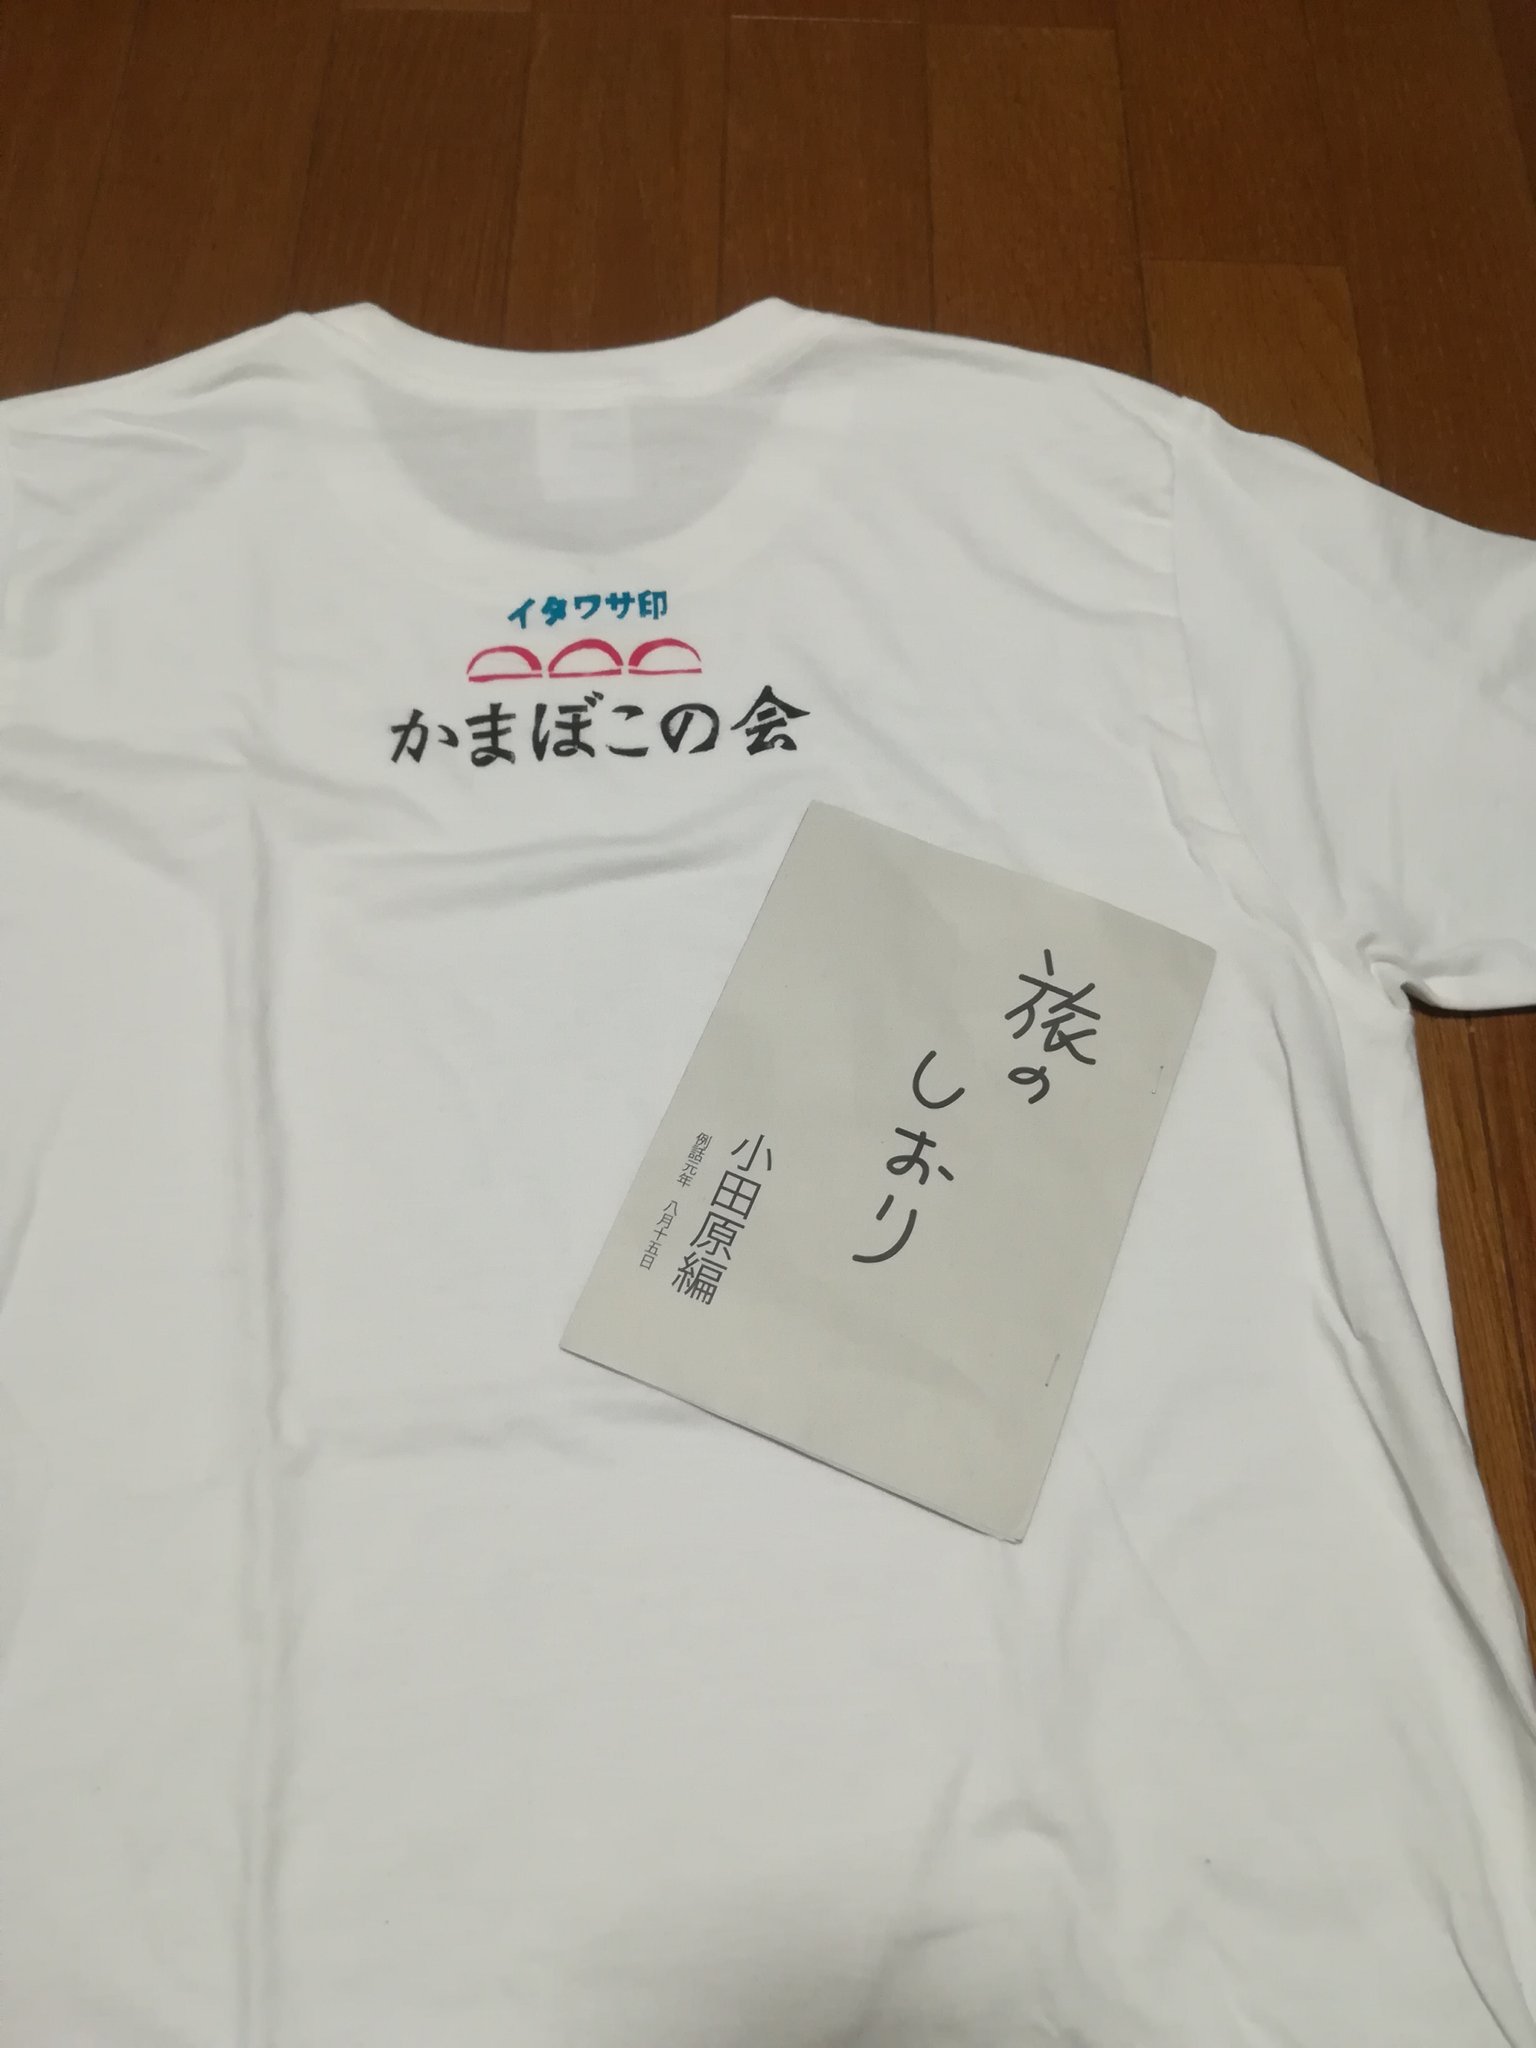 イタワサ印
かまぼこの会
旅の
しおり
小田原編
例話元年 八月十五日